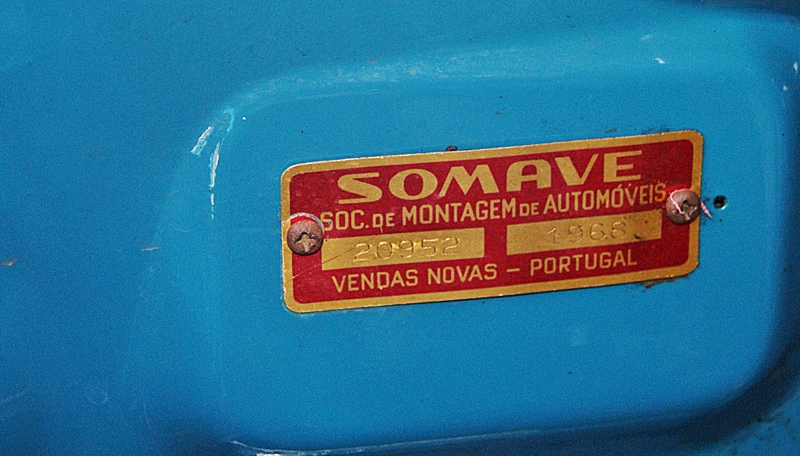 SOMAVE
SOC. DE MONTAGEM DE AUTOMÓVEIS
20952 1968
VENDAS NOVAS - PORTUGAL